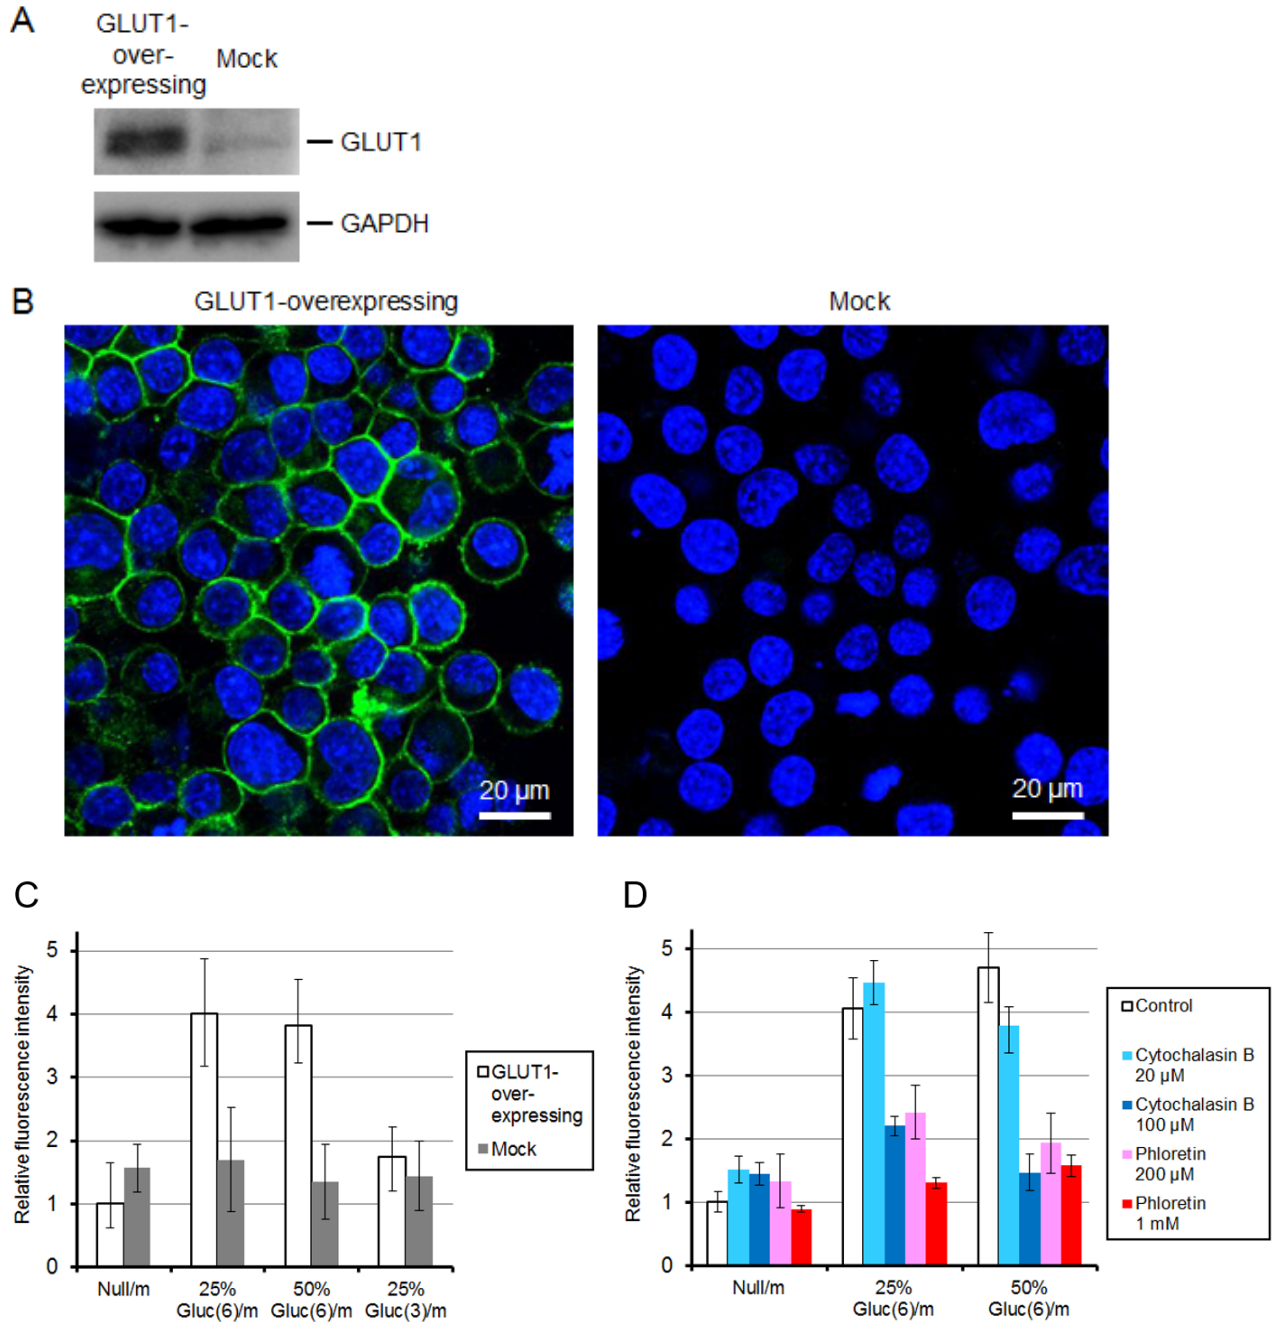 A
GLUT1-
over-
expressing
Mock
GLUT1
GAPDH
B
GLUT1-overexpressing
Mock
20 µm
20 µm
C
Relative fluorescence intensity
5
4
3
2
1
0
Null/m
25%
Gluc(6)/m
50%
Gluc(6)/m
25%
Gluc(3)/m
GLUT1-
over-
expressing
Mock
D
Relative fluorescence intensity
5
4
3
2
1
0
Null/m
25%
Gluc(6)/m
50%
Gluc(6)/m
Control
Cytochalasin B
20 µM
Cytochalasin B
100 µM
Phloretin
200 µM
Phloretin
1 mM